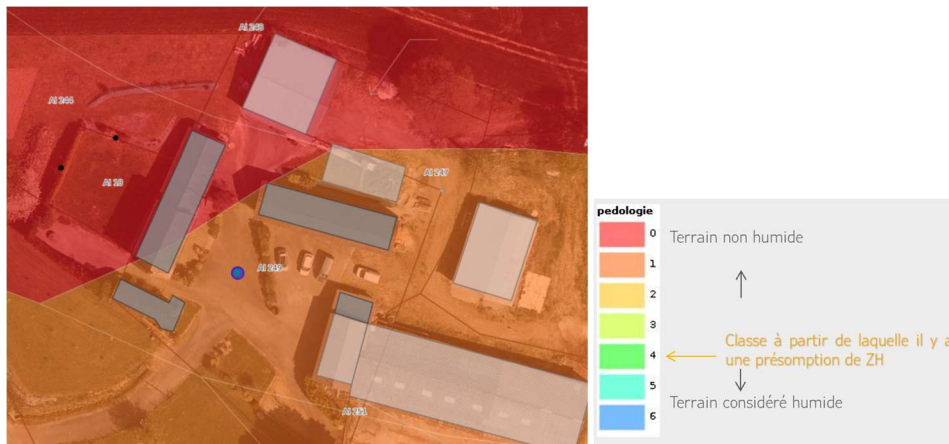 AI 248
AI 244
AI 247
AI 28
AI 249
AI 251
pedologie
0 Terrain non humide
1
2
3
4 Classe à partir de laquelle il y a
une présomption de ZH
5
6 Terrain considéré humide